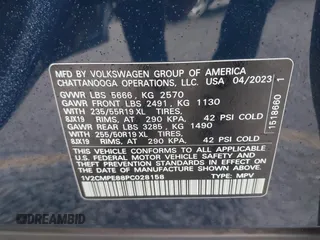 MFD BY VOLKSWAGEN GROUP OF AMERICA
CHATTANOOGA OPERATIONS, LLC. USA 04/2023
GVWR LBS 5666, KG 2570
GAWR FRONT LBS 2491, KG 1130
WITH 235/55R19 XL TIRES,
8JX19 RIMS, AT 290 KPA, 42 PSI COLD
GAWR REAR LBS 3285, KG 1490
WITH 255/50R19 XL TIRES,
8JX19 RIMS, AT 290 KPA, 42 PSI COLD
THIS VEHICLE CONFORMS TO ALL
APPLICABLE FEDERAL MOTOR VEHICLE
SAFETY STANDARDS IN EFFECT ON THE DATE
OF MANUFACTURE SHOWN ABOVE.
1V2CMPE88PC028158 TYPE: MPV
1518660 1
© DREAMBID